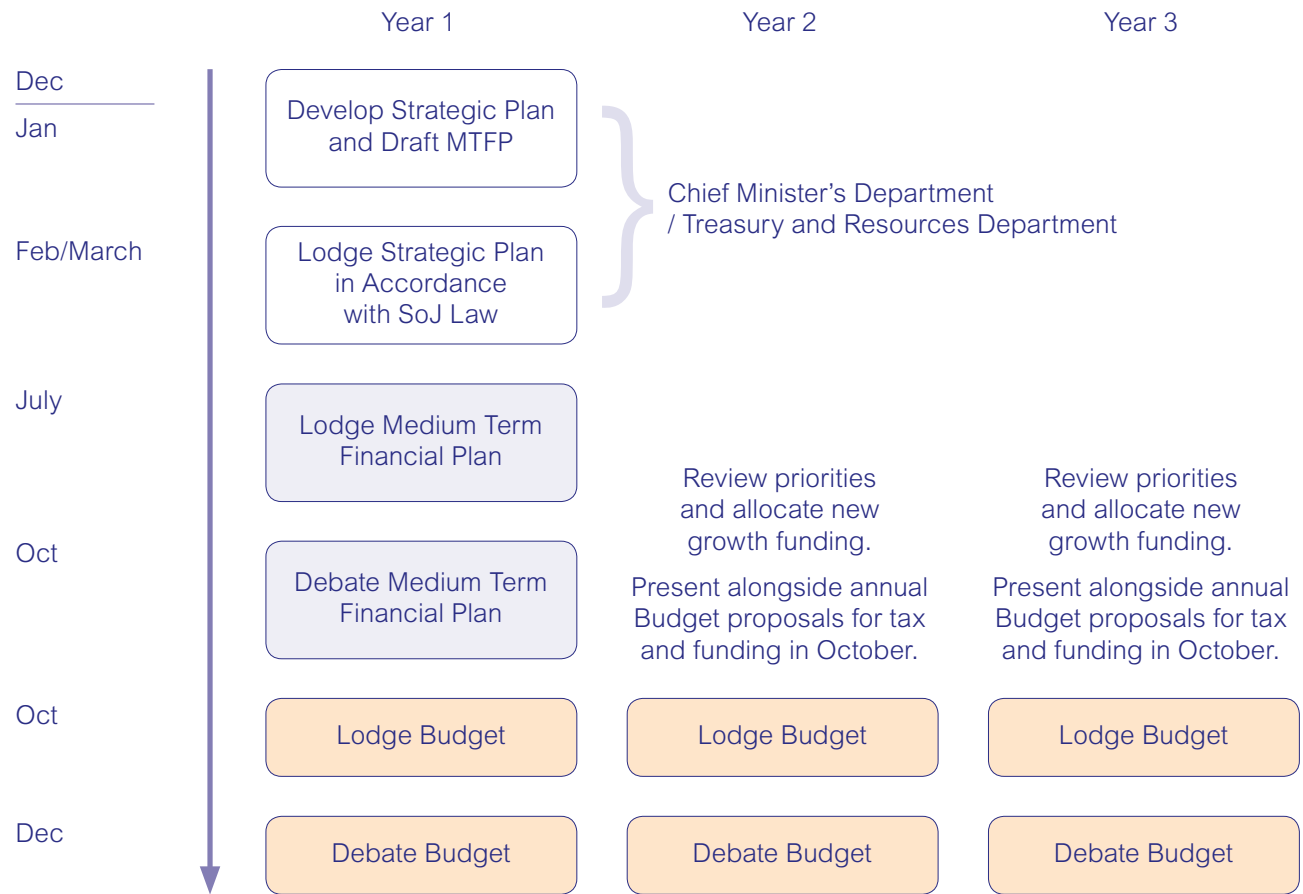 Year 1
Year 2
Year 3
Dec
Jan
Develop Strategic Plan
and Draft MTFP
Chief Minister's Department
/ Treasury and Resources Department
Feb/March
Lodge Strategic Plan
in Accordance
with SoJ Law
July
Lodge Medium Term
Financial Plan
Review priorities
and allocate new
growth funding.
Review priorities
and allocate new
growth funding.
Oct
Debate Medium Term
Financial Plan
Present alongside annual
Budget proposals for tax
and funding in October.
Present alongside annual
Budget proposals for tax
and funding in October.
Oct
Lodge Budget
Lodge Budget
Lodge Budget
Dec
Debate Budget
Debate Budget
Debate Budget